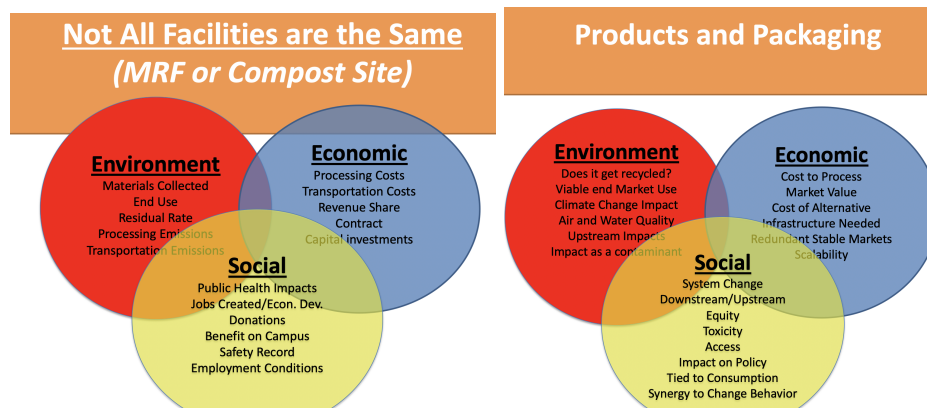 Not All Facilities are the Same
(MRF or Compost Site)
Environment
Materials Collected
End Use
Residual Rate
Processing Emissions
Transportation Emissions
Economic
Processing Costs
Transportation Costs
Revenue Share
Contract
Capital investments
Social
Public Health Impacts
Jobs Created/Econ. Dev.
Donations
Benefit on Campus
Safety Record
Employment Conditions
Products and Packaging
Environment
Does it get recycled?
Viable end Market Use
Climate Change Impact
Air and Water Quality
Upstream Impacts
Impact as a contaminant
Economic
Cost to Process
Market Value
Cost of Alternative
Infrastructure Needed
Redundant Stable Markets
Scalability
Social
System Change
Downstream/Upstream
Equity
Toxicity
Access
Impact on Policy
Tied to Consumption
Synergy to Change Behavior